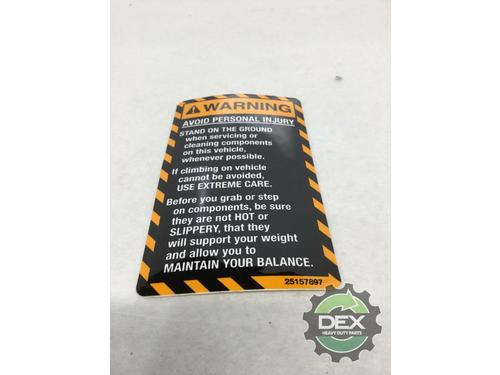 WARNING
AVOID PERSONAL INJURY
STAND ON THE GROUND
when servicing or
cleaning components
on this vehicle,
whenever possible.
If climbing on vehicle
cannot be avoided,
USE EXTREME CARE.
Before you grab or step
on components, be sure
they are not HOT or
SLIPPERY, that they
will support your weight
and allow you to
MAINTAIN YOUR BALANCE.
25157897
DEX
HEAVY DUTY PARTS